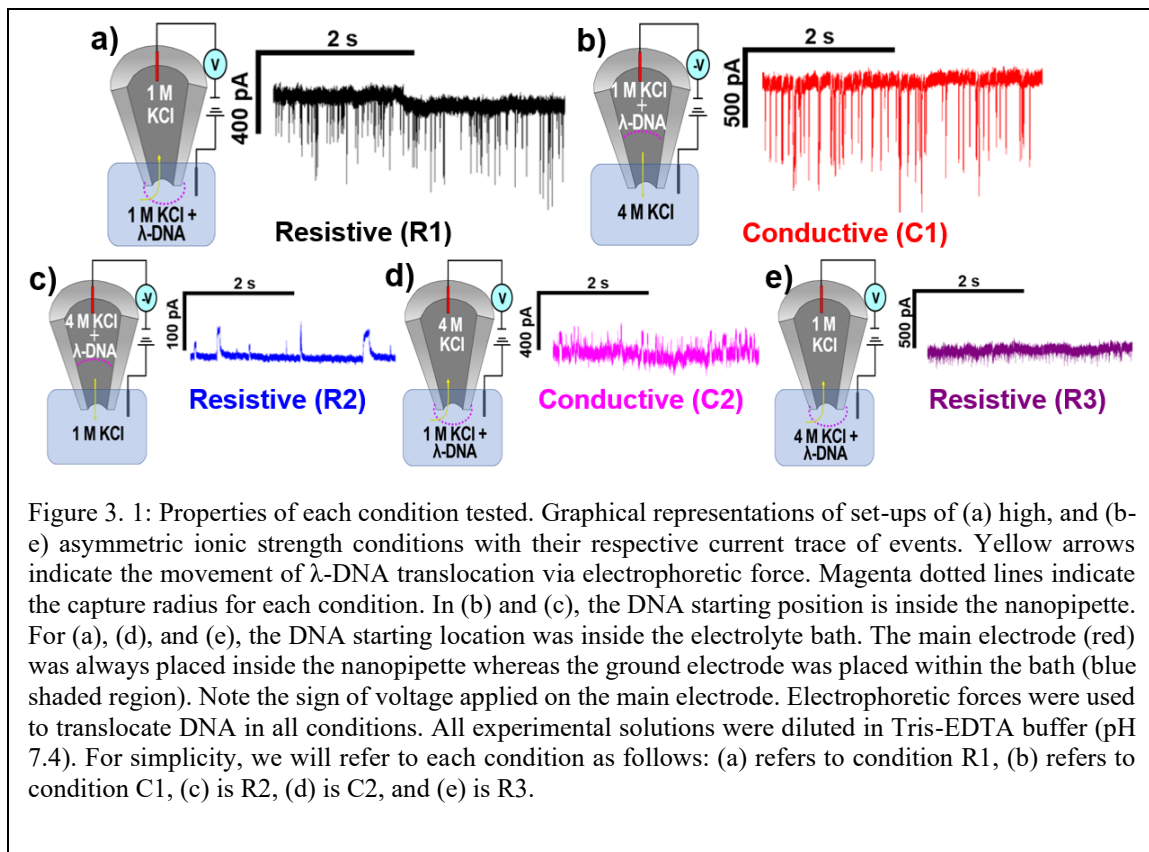 a)
2 s
400 pA
V
1 M
KCl
1 M KCl +
λ-DNA
Resistive (R1)
b)
2 s
500 pA
-V
1 M KCl
+
λ-DNA
4 M KCl
Conductive (C1)
c)
2 s
100 pA
-V
4 M KCl
+
λ-DNA
1 M KCl
Resistive (R2)
d)
2 s
400 pA
V
4 M
KCl
1 M KCl +
λ-DNA
Conductive (C2)
e)
2 s
500 pA
V
1 M
KCl
4 M KCl +
λ-DNA
Resistive (R3)
Figure 3. 1: Properties of each condition tested. Graphical representations of set-ups of (a) high, and (b-
e) asymmetric ionic strength conditions with their respective current trace of events. Yellow arrows
indicate the movement of λ-DNA translocation via electrophoretic force. Magenta dotted lines indicate
the capture radius for each condition. In (b) and (c), the DNA starting position is inside the nanopipette.
For (a), (d), and (e), the DNA starting location was inside the electrolyte bath. The main electrode (red)
was always placed inside the nanopipette whereas the ground electrode was placed within the bath (blue
shaded region). Note the sign of voltage applied on the main electrode. Electrophoretic forces were used
to translocate DNA in all conditions. All experimental solutions were diluted in Tris-EDTA buffer (pH
7.4). For simplicity, we will refer to each condition as follows: (a) refers to condition R1, (b) refers to
condition C1, (c) is R2, (d) is C2, and (e) is R3.